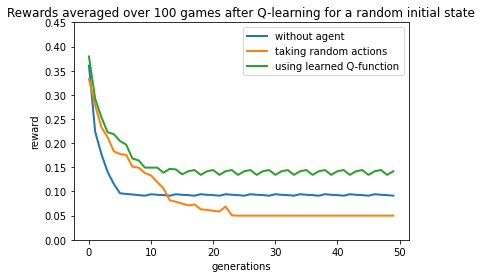 Rewards averaged over 100 games after Q-learning for a random initial state
0.45
0.40
0.35
0.30
0.25
0.20
0.15
0.10
0.05
0.00
reward
without agent
taking random actions
using learned Q-function
0 10 20 30 40 50
generations